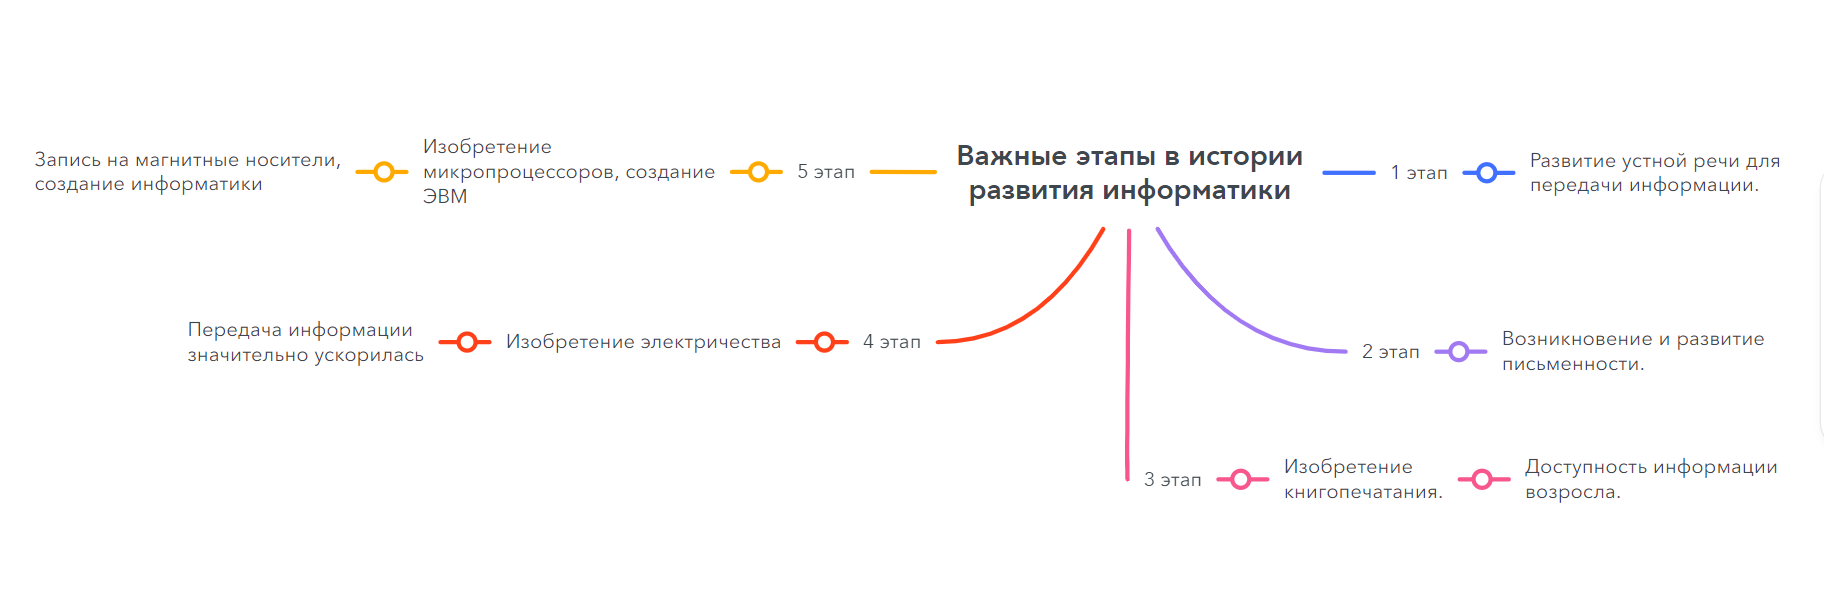 Важные этапы в истории
развития информатики
1 этап
Развитие устной речи для
передачи информации.
2 этап
Возникновение и развитие
письменности.
3 этап
Изобретение
книгопечатания.
Доступность информации
возросла.
4 этап
Изобретение электричества
Передача информации
значительно ускорилась
5 этап
Изобретение
микропроцессоров, создание
ЭВМ
Запись на магнитные носители,
создание информатики